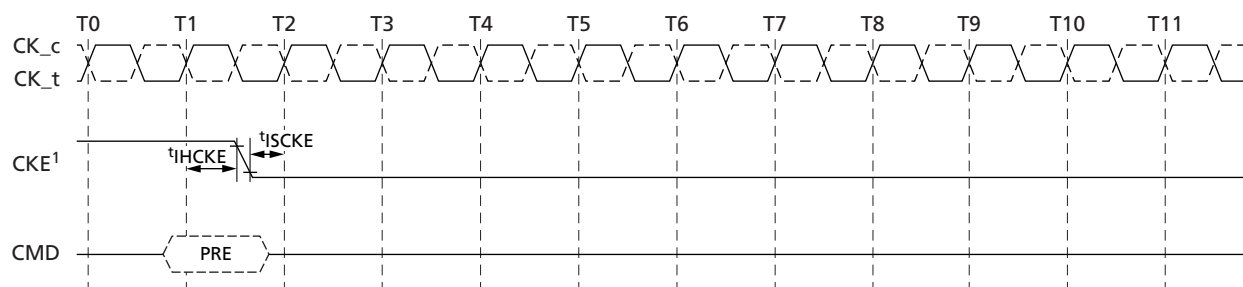 T0 T1 T2 T3 T4 T5 T6 T7 T8 T9 T10 T11
CK_c
CK_t
tISCKE
tIHCKE
CKE1
CMD PRE